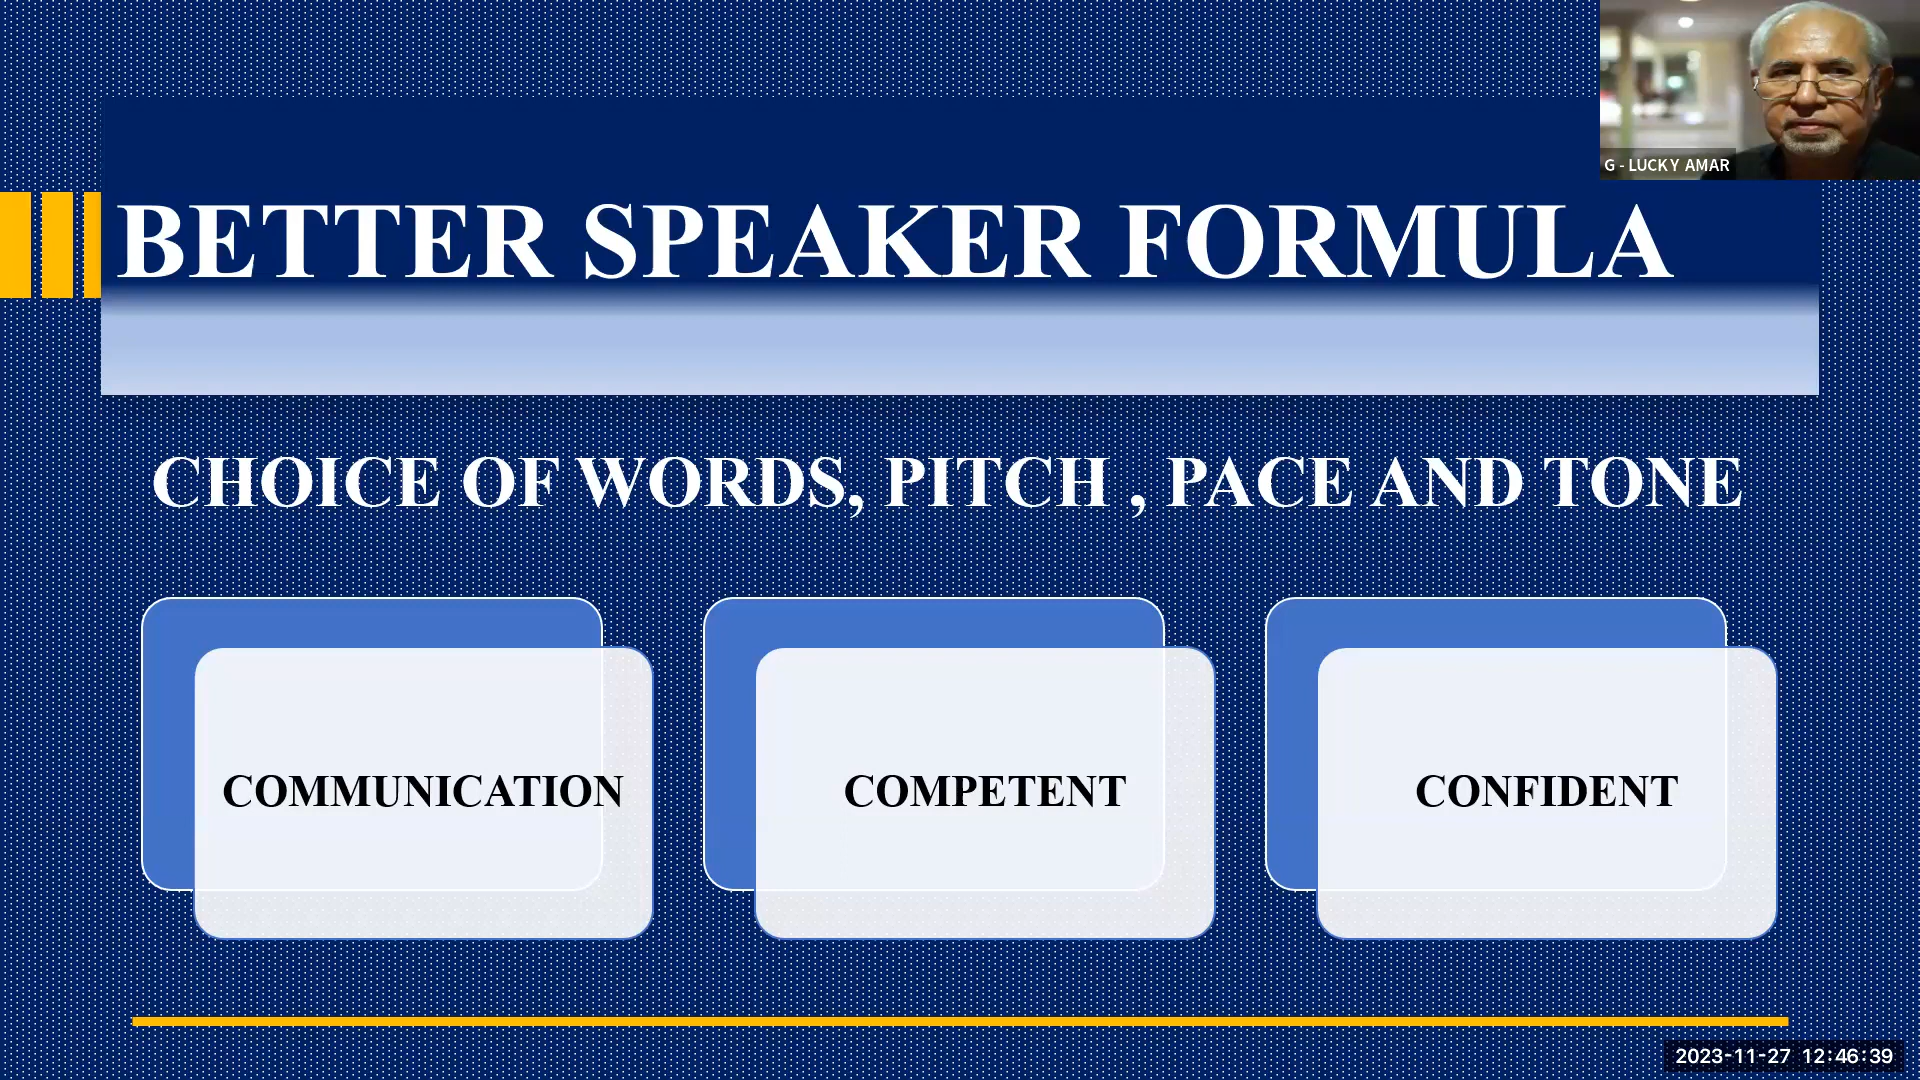 G - LUCKY AMAR
BETTER SPEAKER FORMULA
CHOICE OF WORDS, PITCH , PACE AND TONE
COMMUNICATION
COMPETENT
CONFIDENT
2023-11-27 12:46:39